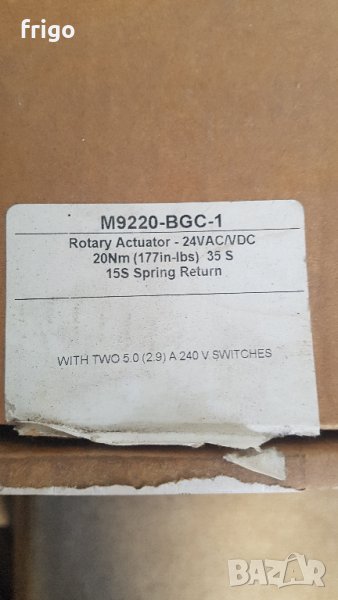 frigo
M9220-BGC-1
Rotary Actuator - 24VAC/VDC
20Nm (177in-lbs) 35 S
15S Spring Return
WITH TWO 5.0 (2.9) A 240 V SWITCHES
BAZAR